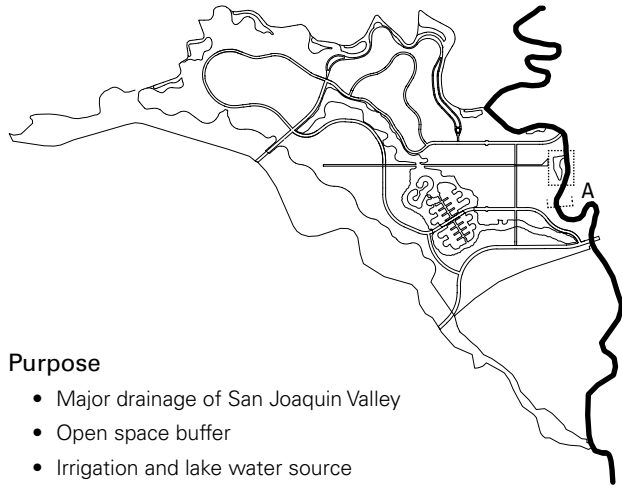 A
Purpose
• Major drainage of San Joaquin Valley
• Open space buffer
• Irrigation and lake water source